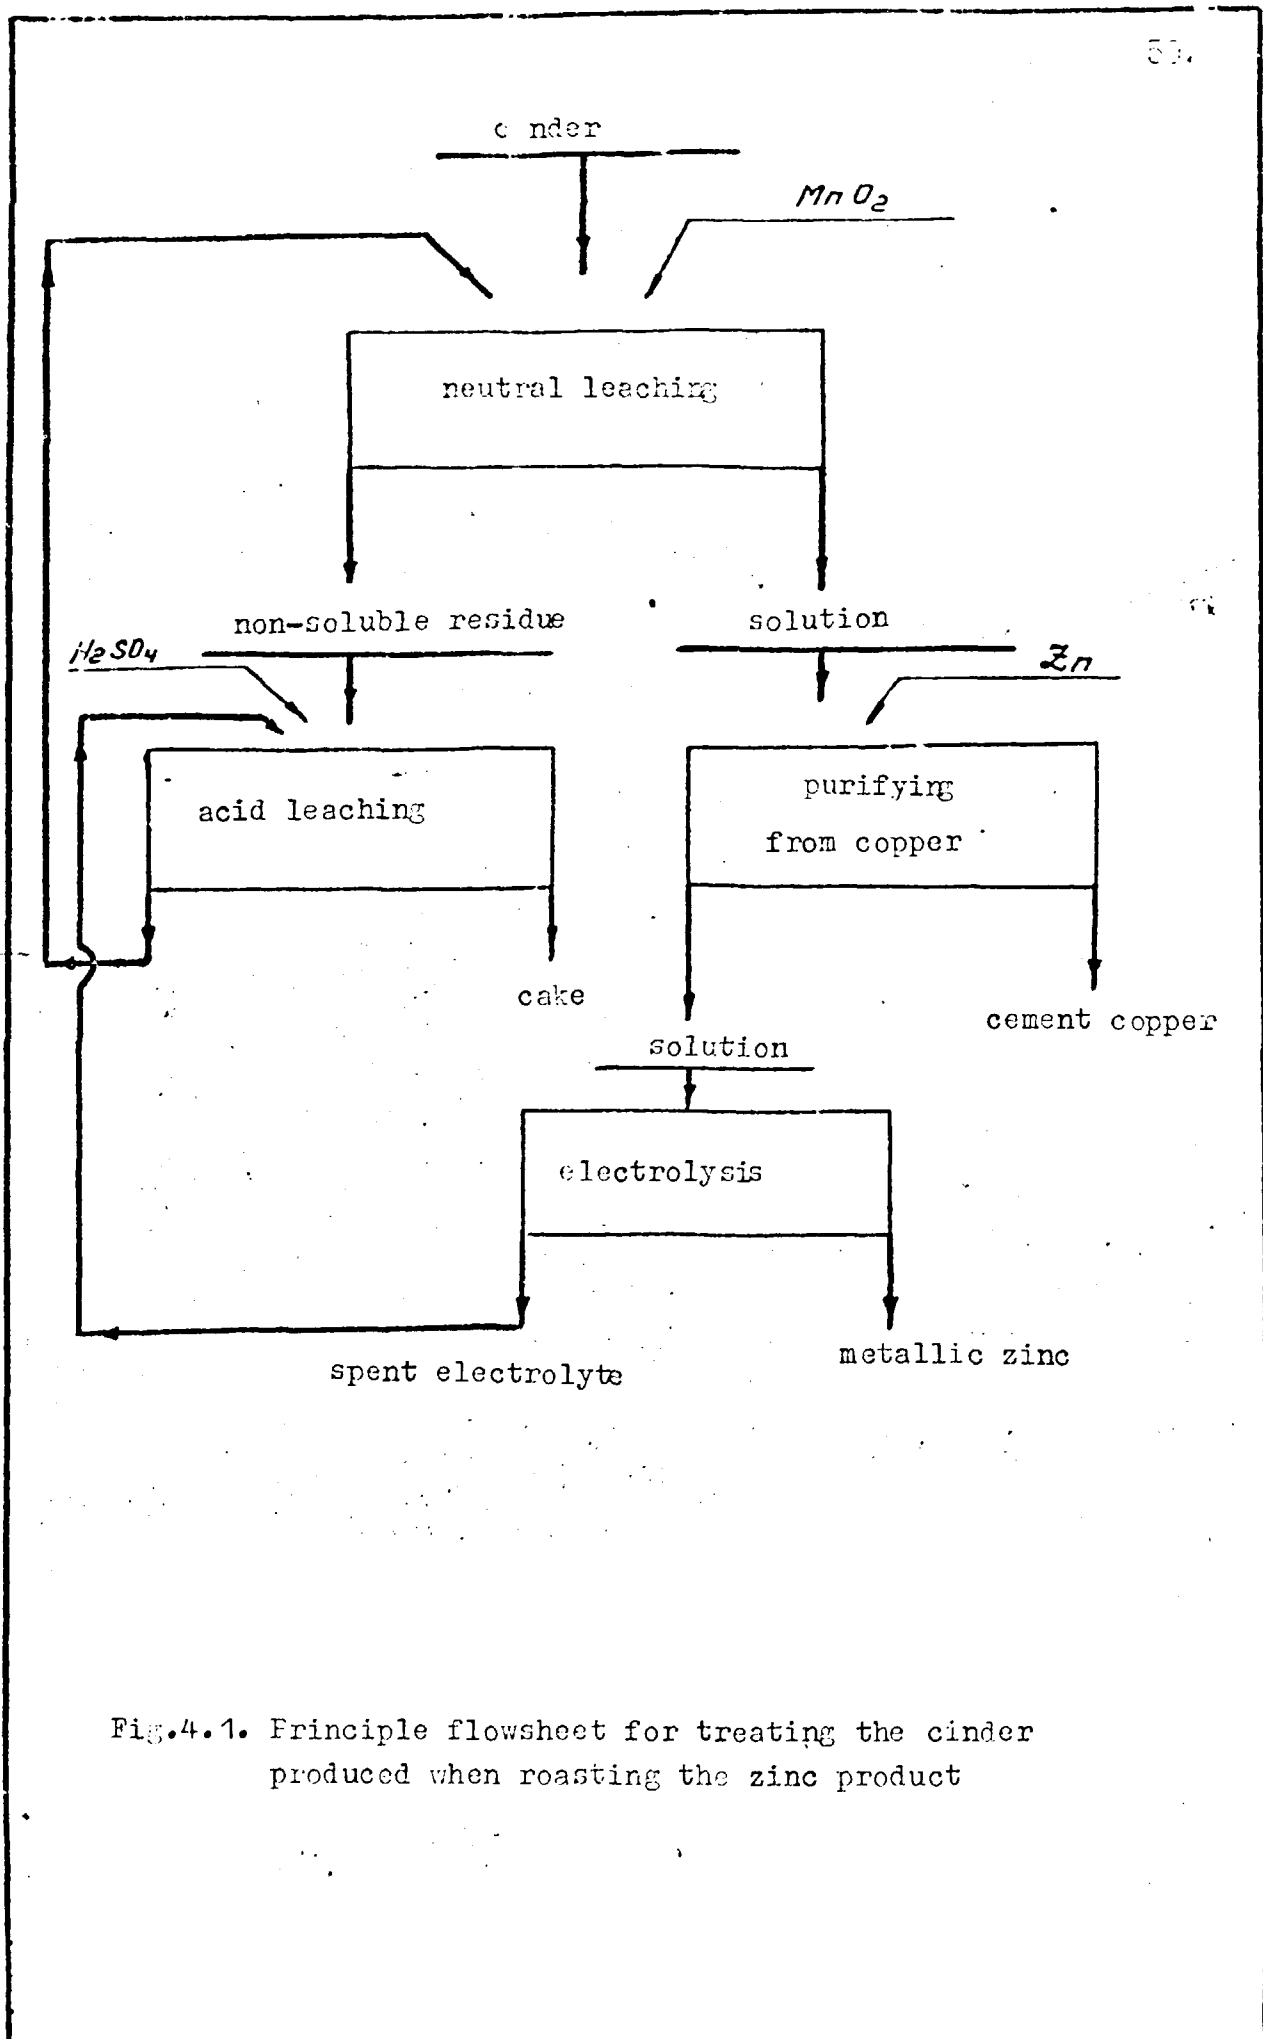 c nder
MnO₂
neutral leaching
non-soluble residue
solution
H₂SO₄
Zn
acid leaching
purifying
from copper
cake
cement copper
solution
electrolysis
spent electrolyte
metallic zinc
Fig.4.1. Principle flowsheet for treating the cinder
produced when roasting the zinc product